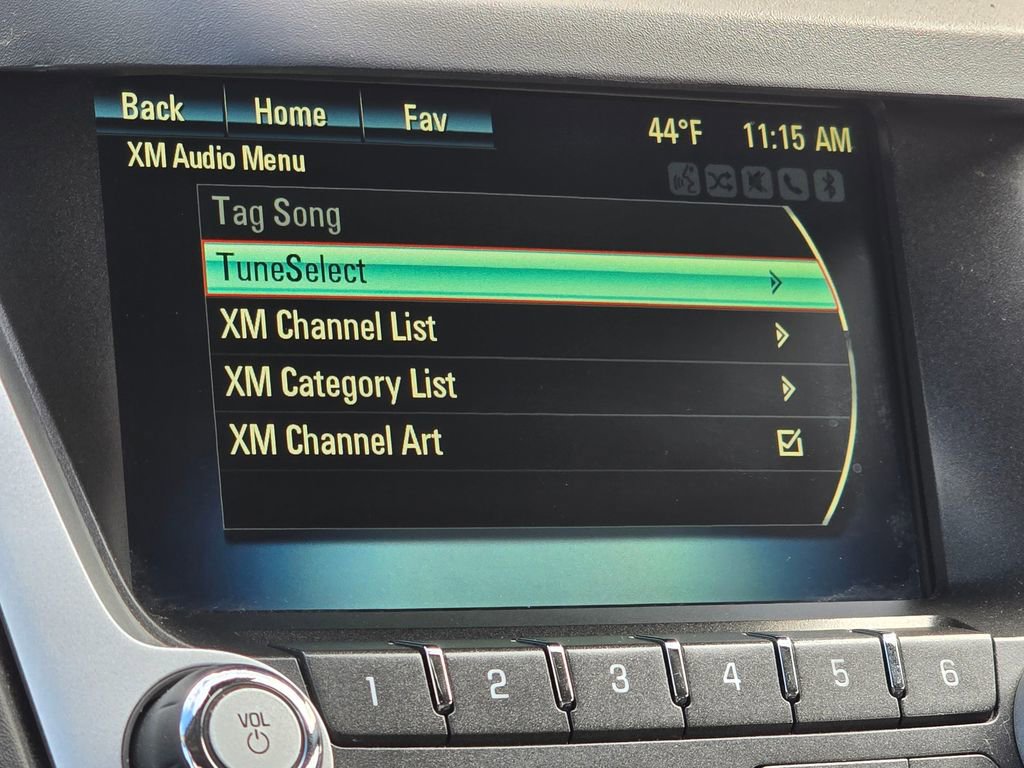 Back Home Fav 44°F 11:15 AM
XM Audio Menu
Tag Song
TuneSelect
XM Channel List
XM Category List
XM Channel Art
1 2 3 4 5 6
VOL